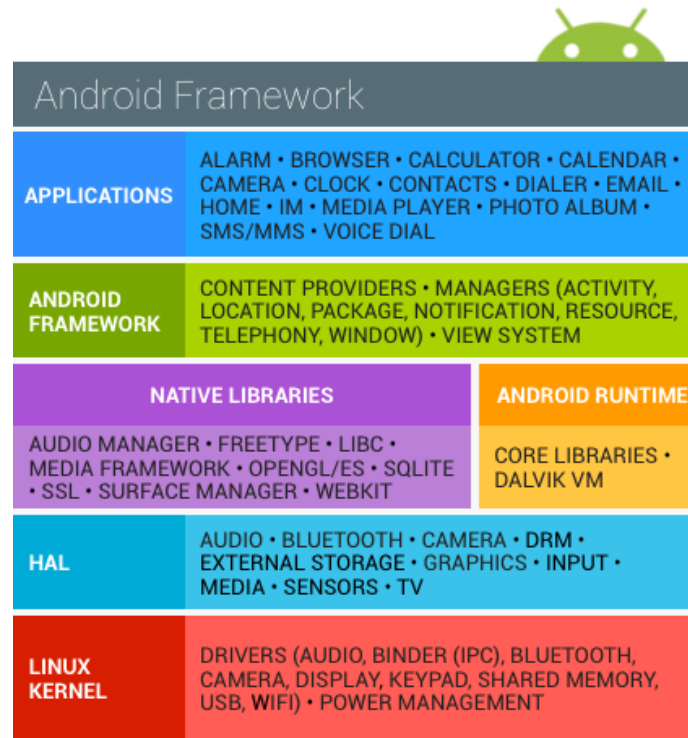 Android Framework
APPLICATIONS
ALARM • BROWSER • CALCULATOR • CALENDAR •
CAMERA • CLOCK • CONTACTS • DIALER • EMAIL •
HOME • IM • MEDIA PLAYER • PHOTO ALBUM •
SMS/MMS • VOICE DIAL
ANDROID
FRAMEWORK
CONTENT PROVIDERS • MANAGERS (ACTIVITY,
LOCATION, PACKAGE, NOTIFICATION, RESOURCE,
TELEPHONY, WINDOW) • VIEW SYSTEM
NATIVE LIBRARIES
AUDIO MANAGER • FREETYPE • LIBC •
MEDIA FRAMEWORK • OPENGL/ES • SQLITE
• SSL • SURFACE MANAGER • WEBKIT
ANDROID RUNTIME
CORE LIBRARIES •
DALVIK VM
HAL
AUDIO • BLUETOOTH • CAMERA • DRM •
EXTERNAL STORAGE • GRAPHICS • INPUT •
MEDIA • SENSORS • TV
LINUX
KERNEL
DRIVERS (AUDIO, BINDER (IPC), BLUETOOTH,
CAMERA, DISPLAY, KEYPAD, SHARED MEMORY,
USB, WIFI) • POWER MANAGEMENT